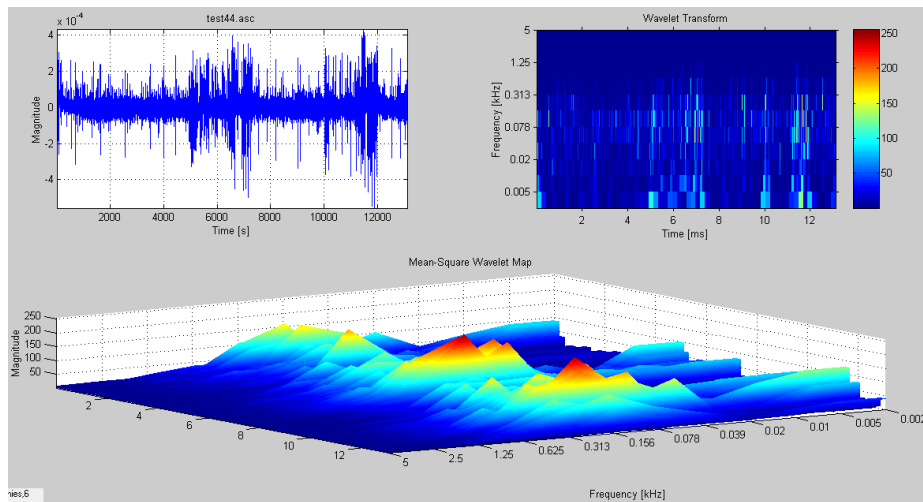 test44.asc
x 10-4
4
2
0
-2
-4
Magnitude
2000 4000 6000 8000 10000 12000
Time [s]
Wavelet Transform
5
1.25
0.313
0.078
0.02
0.005
Frequency [kHz]
2 4 6 8 10 12
Time [ms]
250
200
150
100
50
Mean-Square Wavelet Map
250
200
150
100
50
Magnitude
2 4 6 8 10 12
5 2.5 1.25 0.625 0.313 0.156 0.078 0.039 0.02 0.01 0.005 0.002
Frequency [kHz]
nies,6